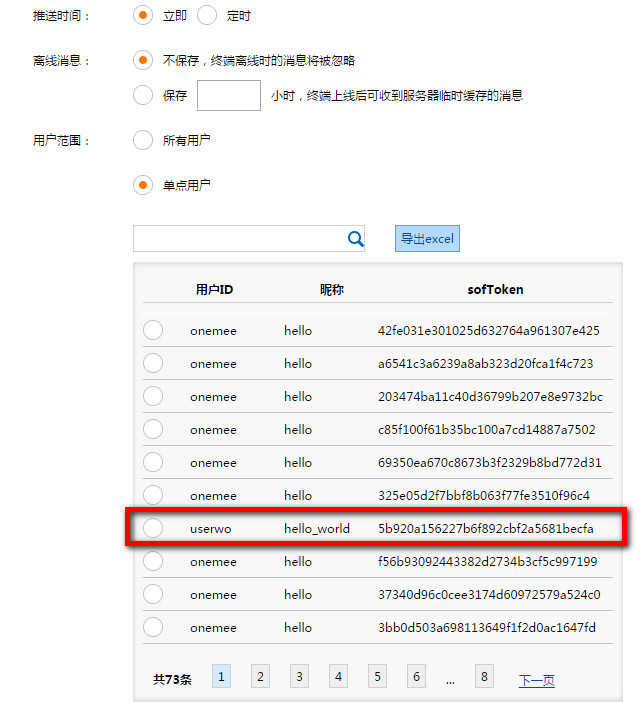 推送时间： 立即 定时
离线消息： 不保存，终端离线时的消息将被忽略
保存 小时，终端上线后可收到服务器临时缓存的消息
用户范围： 所有用户
单点用户
导出excel
用户ID 昵称 sofToken
onemee hello 42fe031e301025d632764a961307e425
onemee hello a6541c3a6239a8ab323d20fca1f4c723
onemee hello 203474ba11c40d36799b207e8e9732bc
onemee hello c85f100f61b35bc100a7cd14887a7502
onemee hello 69350ea670c8673b3f2329b8bd772d31
onemee hello 325e05d2f7bbf8b063f77fe3510f96c4
userwo hello_world 5b920a156227b6f892cbf2a5681becfa
onemee hello f56b93092443382d2734b3cf5c997199
onemee hello 37340d96c0cee3174d60972579a524c0
onemee hello 3bb0d503a698113649f1f2d0ac1647fd
共73条 1 2 3 4 5 6 ... 8 下一页